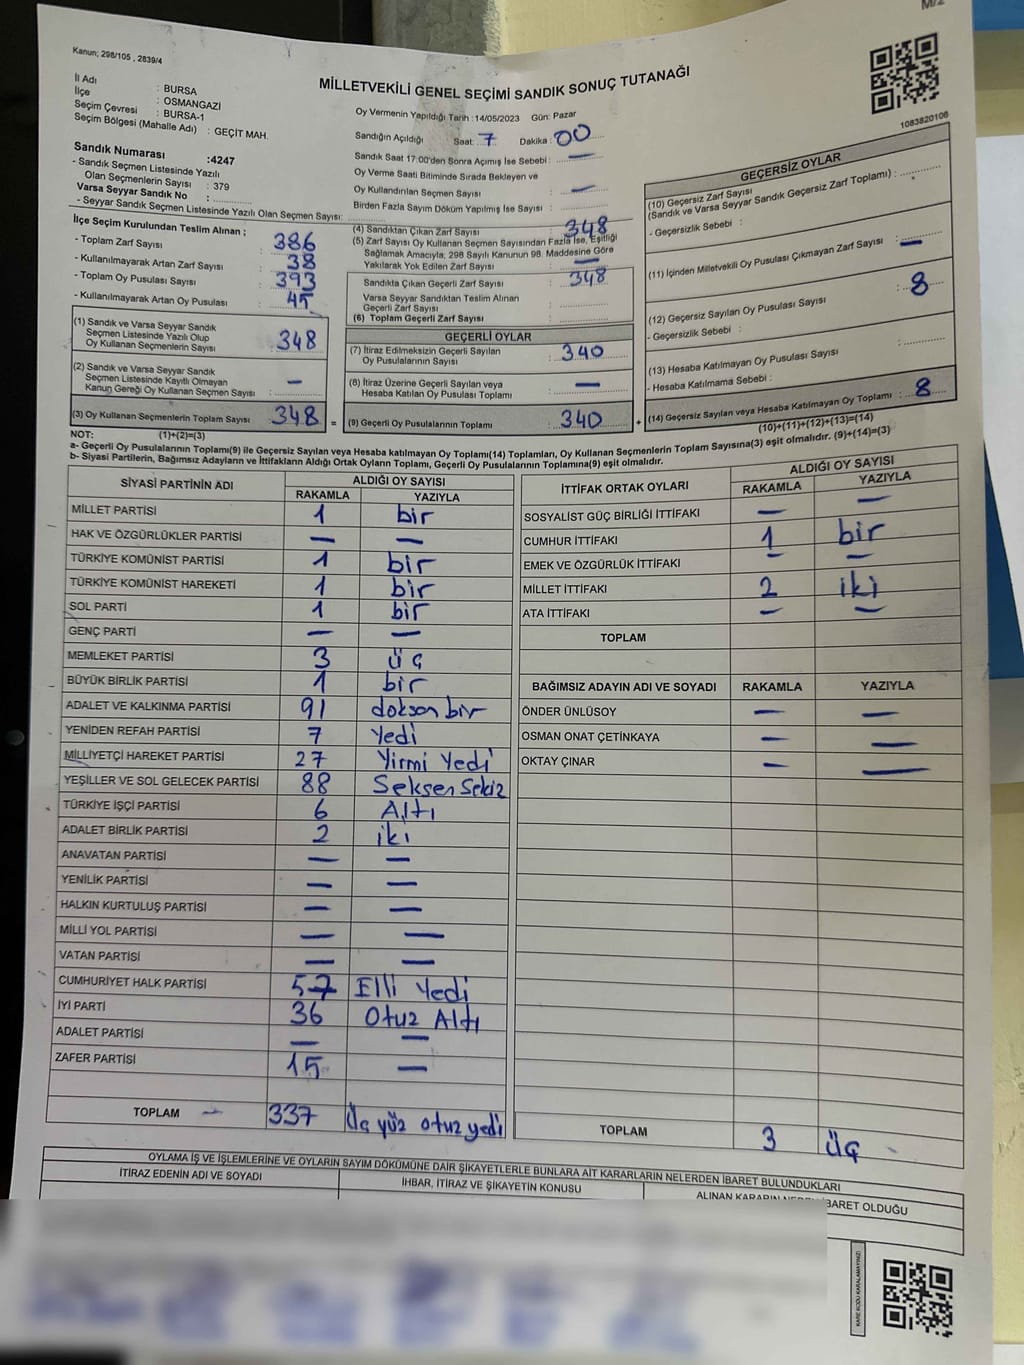 M/2
Kanun; 298/105 , 2839/4
MİLLETVEKİLİ GENEL SEÇİMİ SANDIK SONUÇ TUTANAĞI
1083820106
İl Adı : BURSA
İlçe : OSMANGAZİ
Seçim Çevresi : BURSA-1
Seçim Bölgesi (Mahalle Adı) : GEÇİT MAH.
Sandık Numarası :4247
- Sandık Seçmen Listesinde Yazılı
Olan Seçmenlerin Sayısı : 379
Varsa Seyyar Sandık No :
- Seyyar Sandık Seçmen Listesinde Yazılı Olan Seçmen Sayısı:
Oy Vermenin Yapıldığı Tarih :14/05/2023 Gün: Pazar
Sandığın Açıldığı Saat: 7 Dakika : 00
Sandık Saat 17:00'den Sonra Açımış İse Sebebi : —
Oy Verme Saati Bitiminde Sırada Bekleyen ve
Oy Kullandırılan Seçmen Sayısı : —
Birden Fazla Sayım Döküm Yapılmış İse Sayısı :
İlçe Seçim Kurulundan Teslim Alınan ;
- Toplam Zarf Sayısı : 386
- Kullanılmayarak Artan Zarf Sayısı : 38
- Toplam Oy Pusulası Sayısı : 393
- Kullanılmayarak Artan Oy Pusulası : 45
(1) Sandık ve Varsa Seyyar Sandık
Seçmen Listesinde Yazılı Olup
Oy Kullanan Seçmenlerin Sayısı : 348
(2) Sandık ve Varsa Seyyar Sandık
Seçmen Listesinde Kayıtlı Olmayan
Kanun Gereği Oy Kullanan Seçmen Sayısı : —
(3) Oy Kullanan Seçmenlerin Toplam Sayısı : 348
(1)+(2)=(3)
(4) Sandıktan Çıkan Zarf Sayısı : 348
(5) Zarf Sayısı Oy Kullanan Seçmen Sayısından Fazla İse, Eşitliği
Sağlamak Amacıyla, 298 Sayılı Kanunun 98. Maddesine Göre
Yakılarak Yok Edilen Zarf Sayısı : —
Sandıkta Çıkan Geçerli Zarf Sayısı : 348
Varsa Seyyar Sandıktan Teslim Alınan
Geçerli Zarf Sayısı :
(6) Toplam Geçerli Zarf Sayısı :
GEÇERLİ OYLAR
(7) İtiraz Edilmeksizin Geçerli Sayılan
Oy Pusulalarının Sayısı : 340
(8) İtiraz Üzerine Geçerli Sayılan veya
Hesaba Katılan Oy Pusulası Toplamı : —
= (9) Geçerli Oy Pusulalarının Toplamı : 340
GEÇERSİZ OYLAR
(10) Geçersiz Zarf Sayısı
(Sandık ve Varsa Seyyar Sandık Geçersiz Zarf Toplamı) :
- Geçersizlik Sebebi :
(11) İçinden Milletvekili Oy Pusulası Çıkmayan Zarf Sayısı : —
(12) Geçersiz Sayılan Oy Pusulası Sayısı : 8
- Geçersizlik Sebebi :
(13) Hesaba Katılmayan Oy Pusulası Sayısı :
- Hesaba Katılmama Sebebi :
+ (14) Geçersiz Sayılan veya Hesaba Katılmayan Oy Toplamı : 8
(10)+(11)+(12)+(13)=(14)
NOT:
a- Geçerli Oy Pusulalarının Toplamı(9) ile Geçersiz Sayılan veya Hesaba katılmayan Oy Toplamı(14) Toplamları, Oy Kullanan Seçmenlerin Toplam Sayısına(3) eşit olmalıdır. (9)+(14)=(3)
b- Siyasi Partilerin, Bağımsız Adayların ve İttifakların Aldığı Ortak Oyların Toplamı, Geçerli Oy Pusulalarının Toplamına(9) eşit olmalıdır.
SİYASİ PARTİNİN ADI ALDIĞI OY SAYISI
RAKAMLA YAZIYLA
MİLLET PARTİSİ 1 bir
HAK VE ÖZGÜRLÜKLER PARTİSİ — —
TÜRKİYE KOMÜNİST PARTİSİ 1 bir
TÜRKİYE KOMÜNİST HAREKETİ 1 bir
SOL PARTİ 1 bir
GENÇ PARTİ — —
MEMLEKET PARTİSİ 3 üç
BÜYÜK BİRLİK PARTİSİ 1 bir
ADALET VE KALKINMA PARTİSİ 91 doksan bir
YENİDEN REFAH PARTİSİ 7 Yedi
MİLLİYETÇİ HAREKET PARTİSİ 27 Yirmi Yedi
YEŞİLLER VE SOL GELECEK PARTİSİ 88 Seksen Sekiz
TÜRKİYE İŞÇİ PARTİSİ 6 Altı
ADALET BİRLİK PARTİSİ 2 iki
ANAVATAN PARTİSİ — —
YENİLİK PARTİSİ — —
HALKIN KURTULUŞ PARTİSİ — —
MİLLİ YOL PARTİSİ — —
VATAN PARTİSİ — —
CUMHURİYET HALK PARTİSİ 57 Elli Yedi
İYİ PARTİ 36 Otuz Altı
ADALET PARTİSİ — —
ZAFER PARTİSİ 15 —
TOPLAM — 337 Üç yüz otuz yedi
İTTİFAK ORTAK OYLARI ALDIĞI OY SAYISI
RAKAMLA YAZIYLA
SOSYALİST GÜÇ BİRLİĞİ İTTİFAKI — —
CUMHUR İTTİFAKI 1 bir
EMEK VE ÖZGÜRLÜK İTTİFAKI — —
MİLLET İTTİFAKI 2 iki
ATA İTTİFAKI — —
TOPLAM
BAĞIMSIZ ADAYIN ADI VE SOYADI RAKAMLA YAZIYLA
ÖNDER ÜNLÜSOY — —
OSMAN ONAT ÇETİNKAYA — —
OKTAY ÇINAR — —
TOPLAM 3 üç
OYLAMA İŞ VE İŞLEMLERİNE VE OYLARIN SAYIM DÖKÜMÜNE DAİR ŞİKAYETLERLE BUNLARA AİT KARARLARIN NELERDEN İBARET BULUNDUKLARI
İTİRAZ EDENİN ADI VE SOYADI
İHBAR, İTİRAZ VE ŞİKAYETİN KONUSU
ALINAN KARARIN NEDEN İBARET OLDUĞU
KARE KODU KARALAMAYINIZ!